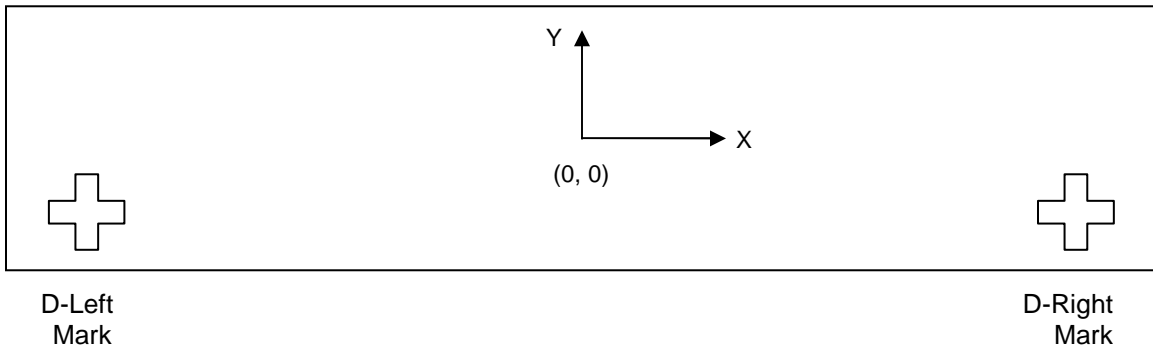 Y
X
(0, 0)
D-Left
Mark
D-Right
Mark